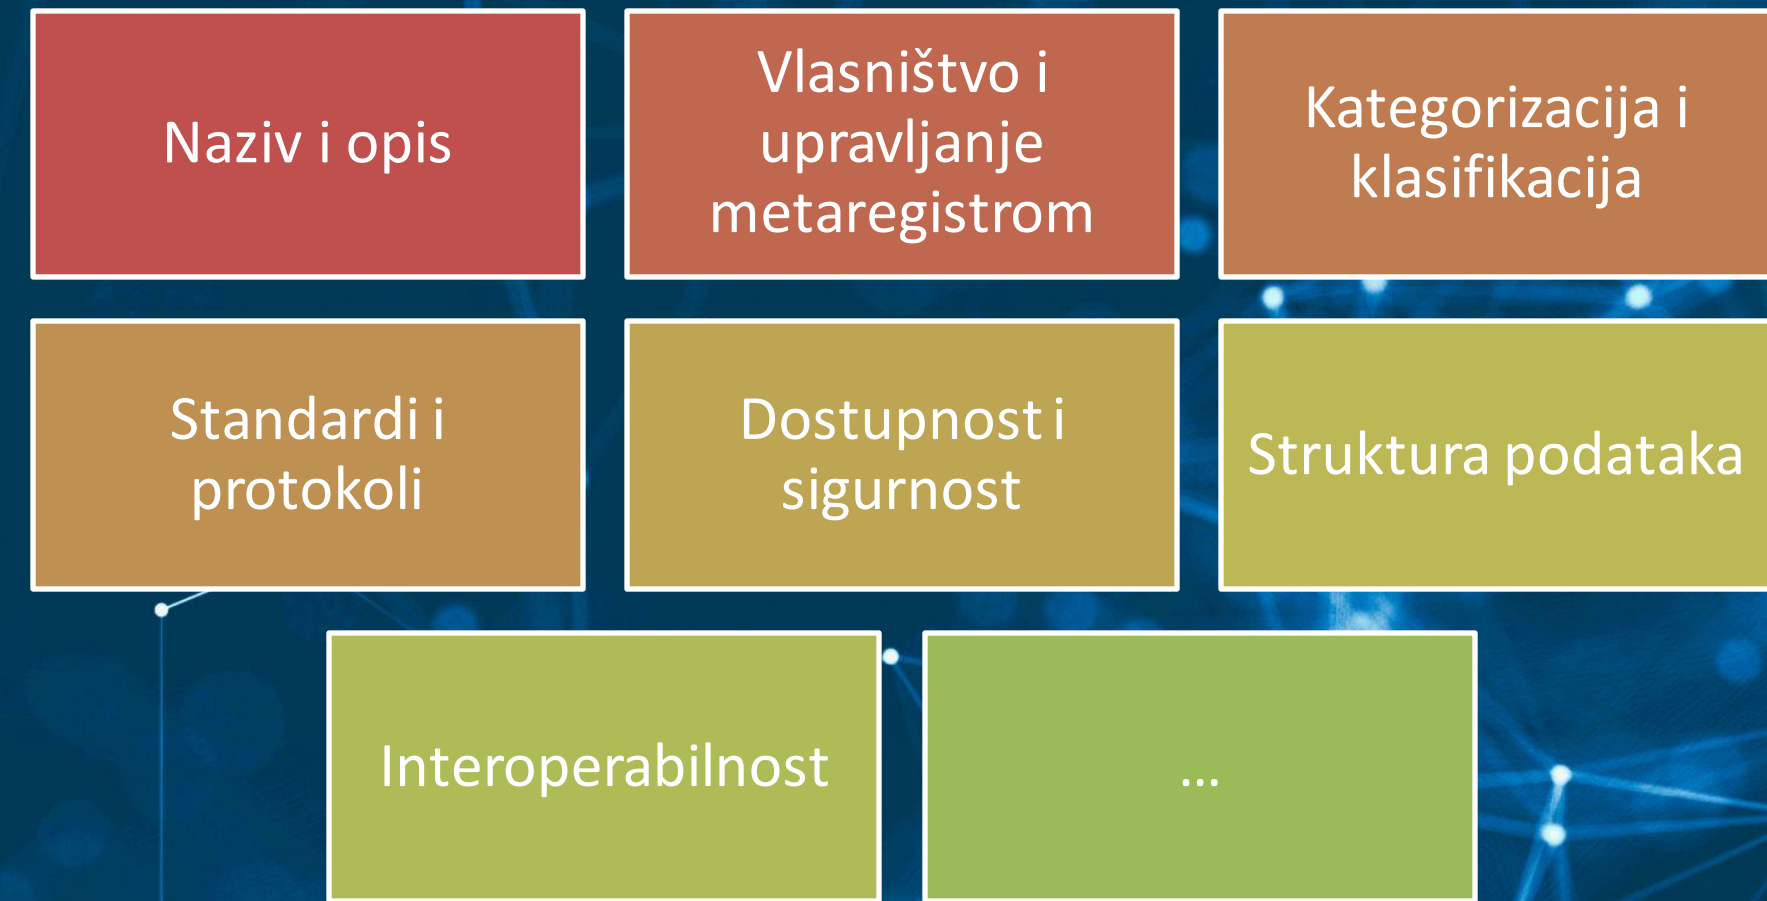 Naziv i opis
Vlasništvo i
upravljanje
metaregistrom
Kategorizacija i
klasifikacija
Standardi i
protokoli
Dostupnost i
sigurnost
Struktura podataka
Interoperabilnost
...